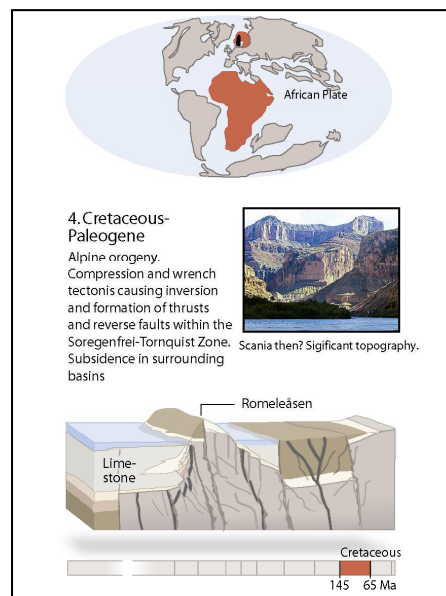 African Plate
4. Cretaceous-
Paleogene
Alpine orogeny.
Compression and wrench
tectonis causing inversion
and formation of thrusts
and reverse faults within the
Soregenfrei-Tornquist Zone.
Subsidence in surrounding
basins
Scania then? Sigificant topography.
Romeleåsen
Lime-
stone
Cretaceous
145 65 Ma